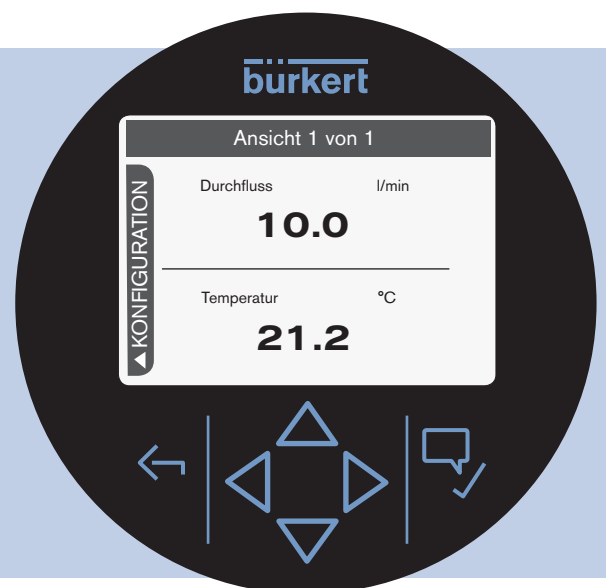 bürkert
Ansicht 1 von 1
KONFIGURATION
Durchfluss l/min
10.0
Temperatur °C
21.2